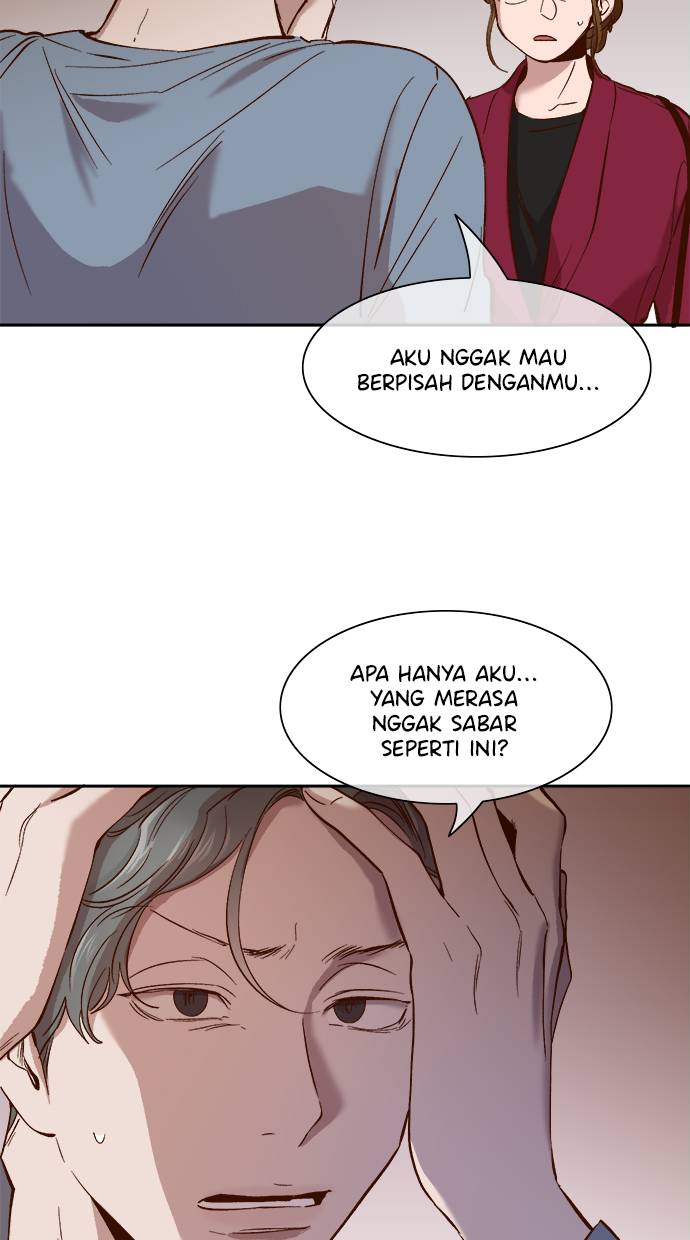 AKU NGGAK MAU
BERPISAH DENGANMU...
APA HANYA AKU...
YANG MERASA
NGGAK SABAR
SEPERTI INI?